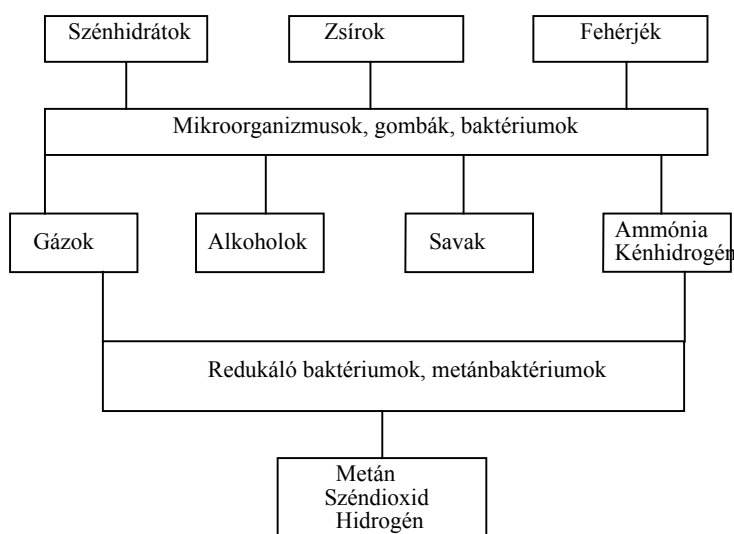 Szénhidrátok
Zsírok
Fehérjék
Mikroorganizmusok, gombák, baktériumok
Gázok
Alkoholok
Savak
Ammónia
Kénhidrogén
Redukáló baktériumok, metánbaktériumok
Metán
Széndioxid
Hidrogén